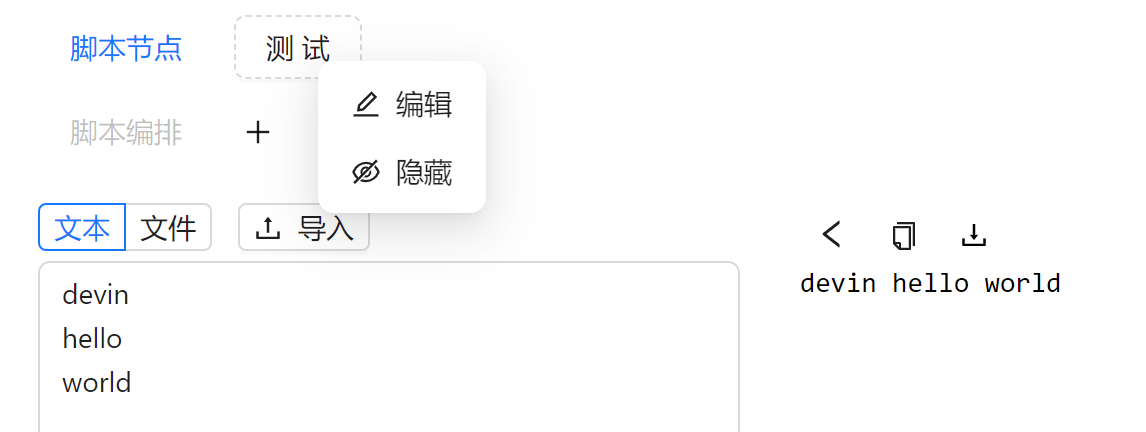 脚本节点
测 试
编辑
脚本编排
隐藏
文本 文件 导入
devin
hello
world
devin hello world